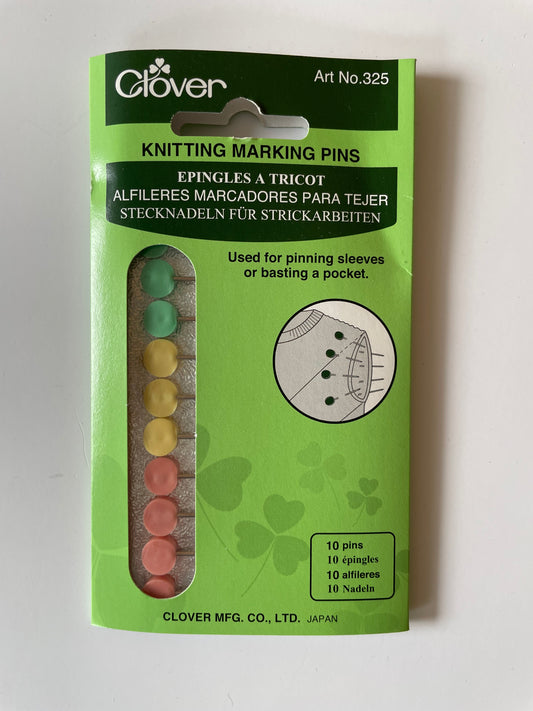 Clover
Art No.325
KNITTING MARKING PINS
EPINGLES A TRICOT
ALFILERES MARCADORES PARA TEJER
STECKNADELN FÜR STRICKARBEITEN
Used for pinning sleeves
or basting a pocket.
10 pins
10 épingles
10 alfileres
10 Nadeln
CLOVER MFG. CO., LTD. JAPAN